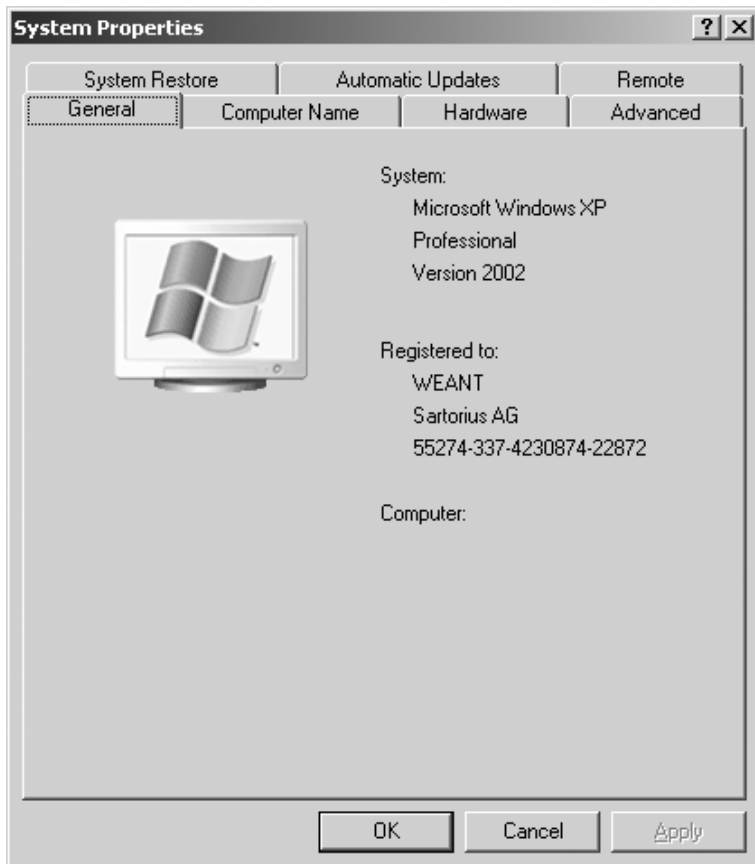 System Properties
System Restore
Automatic Updates
Remote
General
Computer Name
Hardware
Advanced
System:
Microsoft Windows XP
Professional
Version 2002
Registered to:
WEANT
Sartorius AG
55274-337-4230874-22872
Computer:
OK
Cancel
Apply